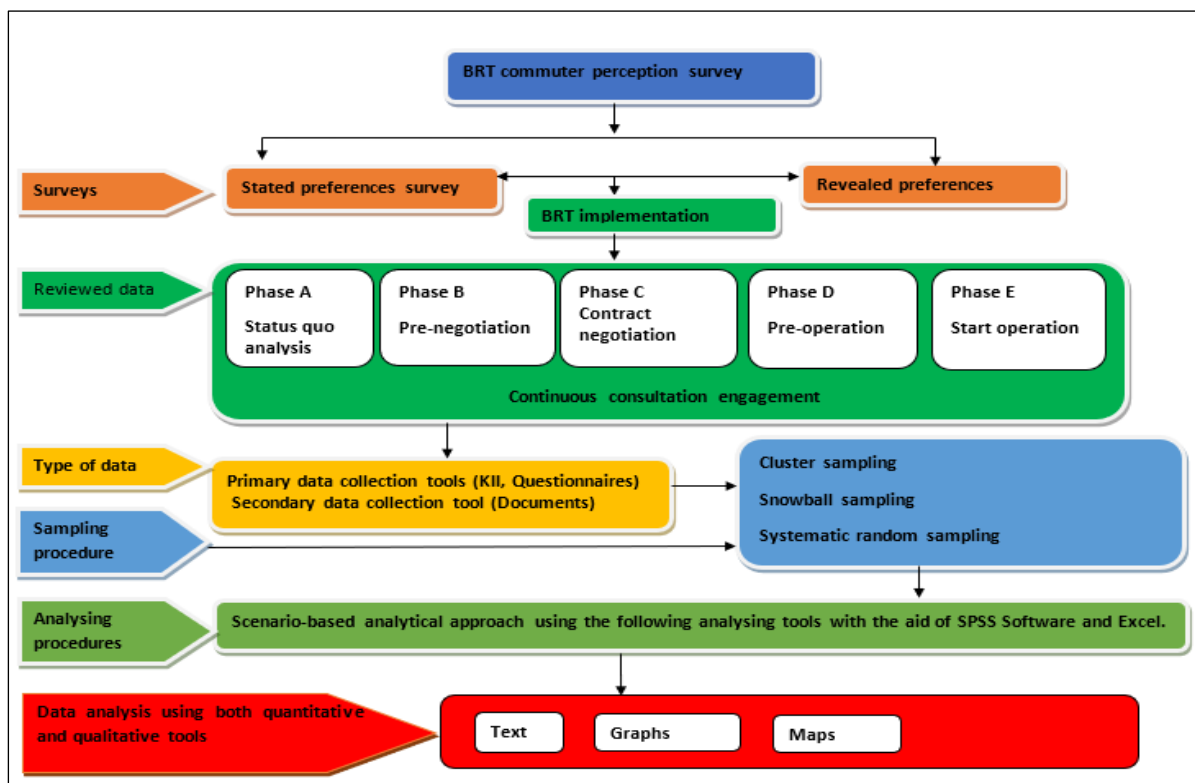 BRT commuter perception survey
Surveys
Stated preferences survey
Revealed preferences
BRT implementation
Reviewed data
Phase A
Status quo
analysis
Phase B
Pre-negotiation
Phase C
Contract
negotiation
Phase D
Pre-operation
Phase E
Start operation
Continuous consultation engagement
Type of data
Primary data collection tools (KII, Questionnaires)
Secondary data collection tool (Documents)
Cluster sampling
Snowball sampling
Systematic random sampling
Sampling
procedure
Analysing
procedures
Scenario-based analytical approach using the following analysing tools with the aid of SPSS Software and Excel.
Data analysis using both quantitative
and qualitative tools
Text
Graphs
Maps